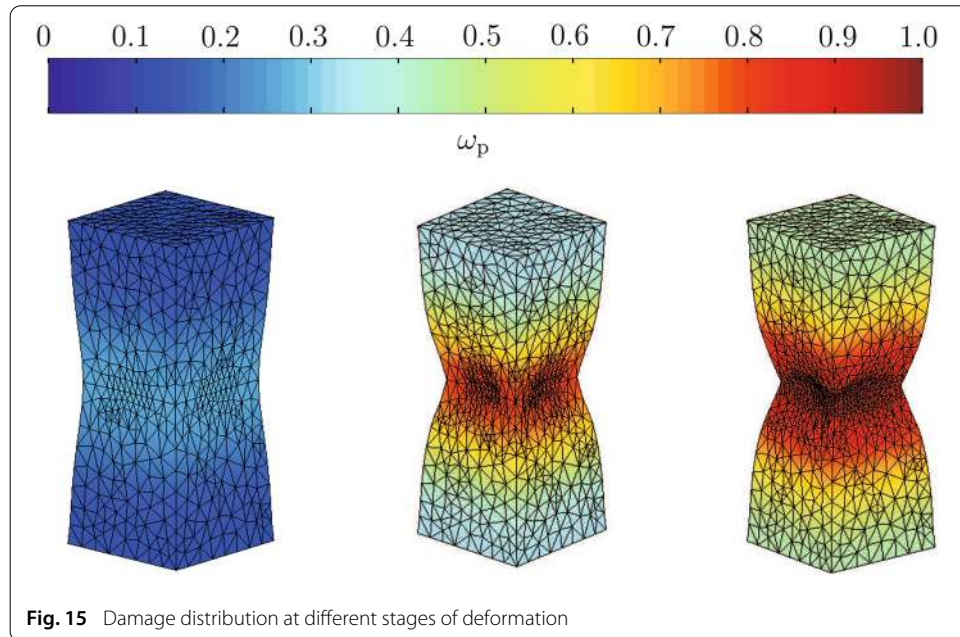 0 0.1 0.2 0.3 0.4 0.5 0.6 0.7 0.8 0.9 1.0
ωp
Fig. 15 Damage distribution at different stages of deformation